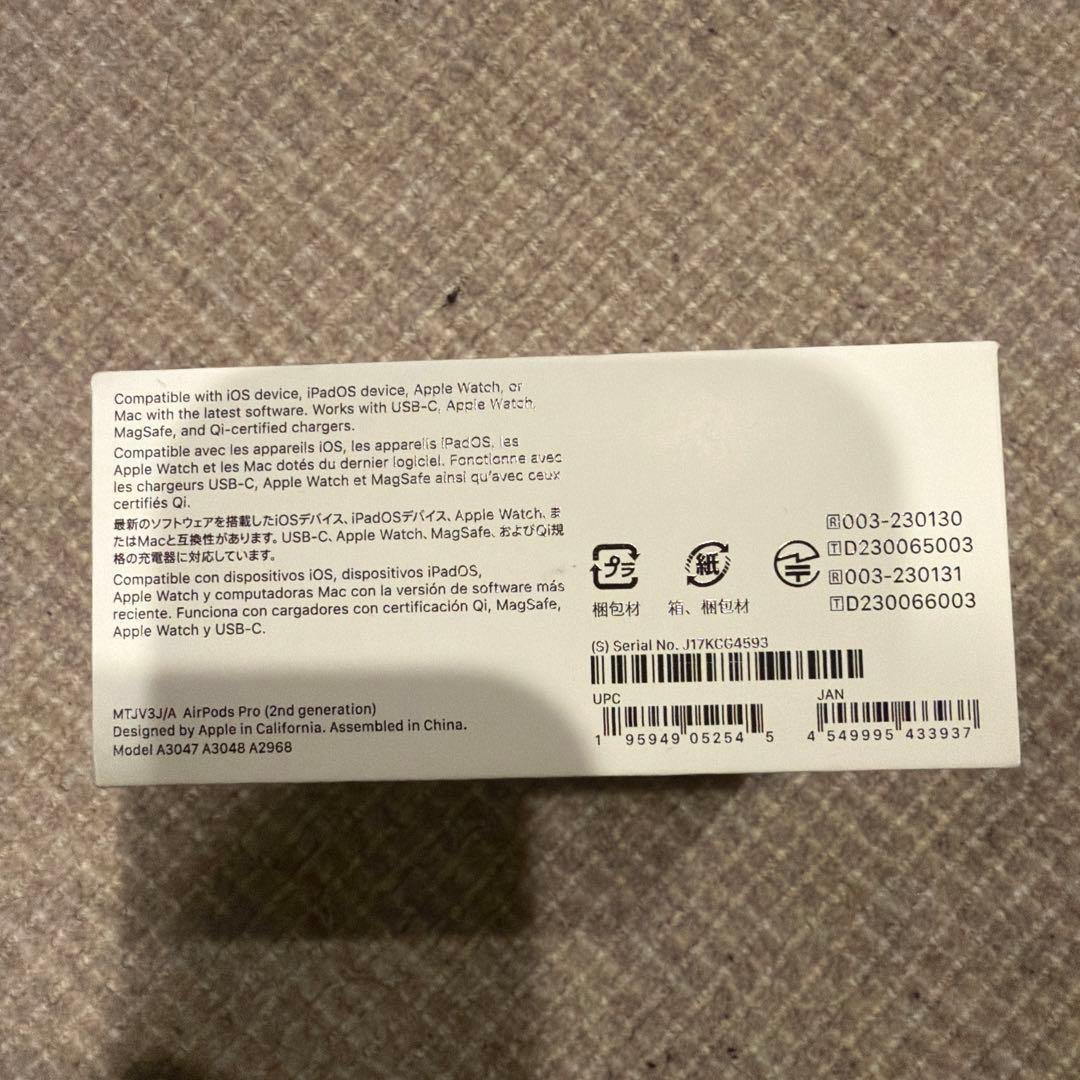 Compatible with iOS device, iPadOS device, Apple Watch, or
Mac with the latest software. Works with USB-C, Apple Watch,
MagSafe, and Qi-certified chargers.
Compatible avec les appareils iOS, les appareils iPadOS, les
Apple Watch et les Mac dotés du dernier logiciel. Fonctionne avec
les chargeurs USB-C, Apple Watch et MagSafe ainsi qu'avec ceux
certifiés Qi.
最新のソフトウェアを搭載したiOSデバイス、iPadOSデバイス、Apple Watch、ま
たはMacと互換性があります。USB-C、Apple Watch、MagSafe、およびQi規
格の充電器に対応しています。
Compatible con dispositivos iOS, dispositivos iPadOS,
Apple Watch y computadoras Mac con la versión de software más
reciente. Funciona con cargadores con certificación Qi, MagSafe,
Apple Watch y USB-C.
MTJV3J/A AirPods Pro (2nd generation)
Designed by Apple in California. Assembled in China.
Model A3047 A3048 A2968
プラ
梱包材
紙
箱、梱包材
R 003-230130
T D230065003
R 003-230131
T D230066003
(S) Serial No. J17KCG4593
UPC
1 95949 05254 5
JAN
4 549995 433937